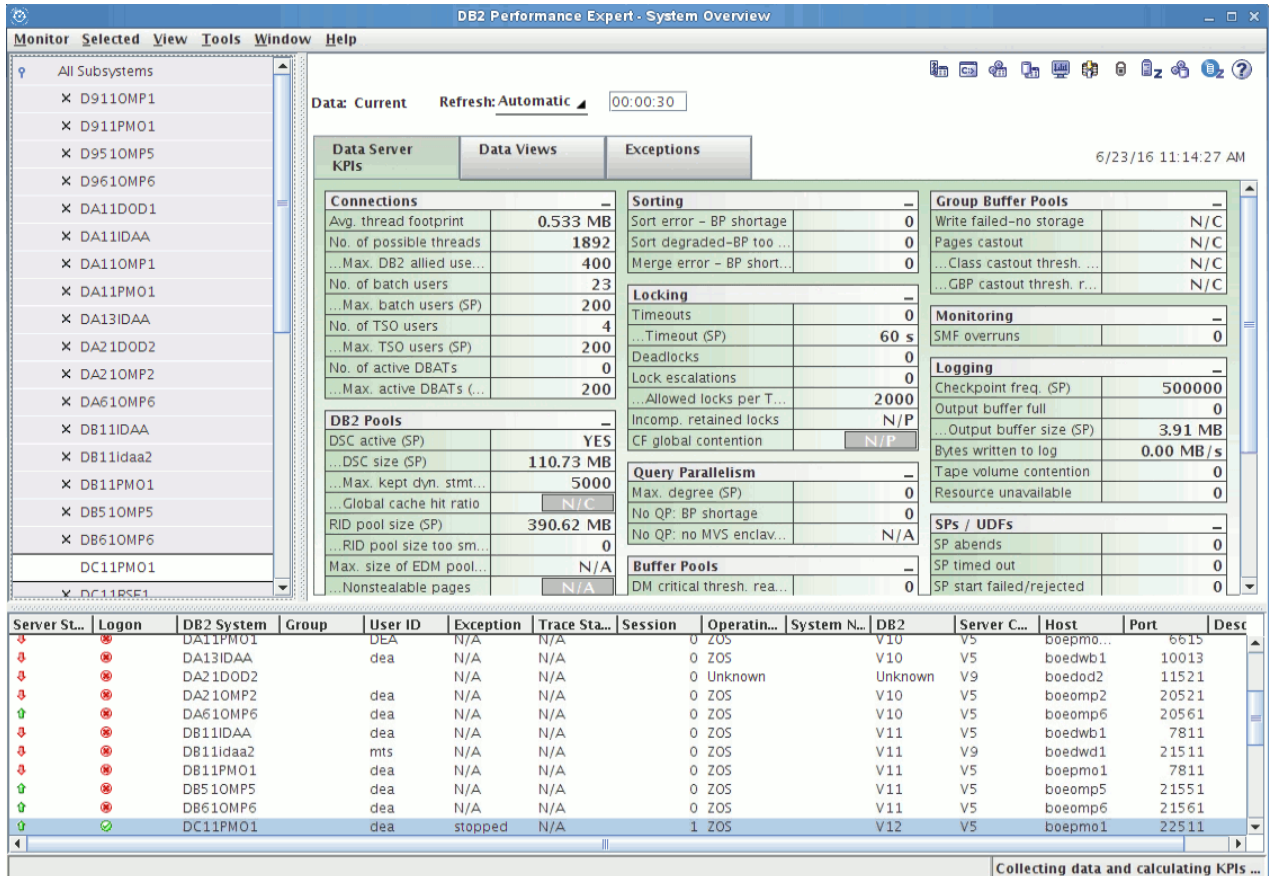 DB2 Performance Expert - System Overview
Monitor Selected View Tools Window Help
All Subsystems
D911OMP1
D911PMO1
D951OMP5
D961OMP6
DA11DOD1
DA11IDAA
DA11OMP1
DA11PMO1
DA13IDAA
DA21DOD2
DA21OMP2
DA61OMP6
DB11IDAA
DB11idaa2
DB11PMO1
DB51OMP5
DB61OMP6
DC11PMO1
DC11RSE1
Data: Current Refresh: Automatic 00:00:30
Data Server KPIs
Data Views
Exceptions
6/23/16 11:14:27 AM
Connections
Avg. thread footprint 0.533 MB
No. of possible threads 1892
...Max. DB2 allied use... 400
No. of batch users 23
...Max. batch users (SP) 200
No. of TSO users 4
...Max. TSO users (SP) 200
No. of active DBATs 0
...Max. active DBATs (... 200
DB2 Pools
DSC active (SP) YES
...DSC size (SP) 110.73 MB
...Max. kept dyn. stmt... 5000
...Global cache hit ratio N/C
RID pool size (SP) 390.62 MB
...RID pool size too sm... 0
Max. size of EDM pool... N/A
...Nonstealable pages N/A
Sorting
Sort error - BP shortage 0
Sort degraded-BP too ... 0
Merge error - BP short... 0
Locking
Timeouts 0
...Timeout (SP) 60 s
Deadlocks 0
Lock escalations 0
...Allowed locks per T... 2000
Incomp. retained locks N/P
CF global contention N/P
Query Parallelism
Max. degree (SP) 0
No QP: BP shortage 0
No QP: no MVS enclav... N/A
Buffer Pools
DM critical thresh. rea... 0
Group Buffer Pools
Write failed-no storage N/C
Pages castout N/C
...Class castout thresh. ... N/C
...GBP castout thresh. r... N/C
Monitoring
SMF overruns 0
Logging
Checkpoint freq. (SP) 500000
Output buffer full 0
...Output buffer size (SP) 3.91 MB
Bytes written to log 0.00 MB/s
Tape volume contention 0
Resource unavailable 0
SPs / UDFs
SP abends 0
SP timed out 0
SP start failed/rejected 0
Server St... Logon DB2 System Group User ID Exception Trace Sta... Session Operatin... System N... DB2 Server C... Host Port Desc
DA11PMO1 DEA N/A N/A 0 ZOS V10 V5 boepmo... 6615
DA13IDAA dea N/A N/A 0 ZOS V10 V5 boedwb1 10013
DA21DOD2 N/A N/A 0 Unknown Unknown V9 boedod2 11521
DA21OMP2 dea N/A N/A 0 ZOS V10 V5 boeomp2 20521
DA61OMP6 dea N/A N/A 0 ZOS V10 V5 boeomp6 20561
DB11IDAA dea N/A N/A 0 ZOS V11 V5 boedwb1 7811
DB11idaa2 mts N/A N/A 0 ZOS V11 V9 boedwd1 21511
DB11PMO1 dea N/A N/A 0 ZOS V11 V5 boepmo1 7811
DB51OMP5 dea N/A N/A 0 ZOS V11 V5 boeomp5 21551
DB61OMP6 dea N/A N/A 0 ZOS V11 V5 boeomp6 21561
DC11PMO1 dea stopped N/A 1 ZOS V12 V5 boepmo1 22511
Collecting data and calculating KPIs ...